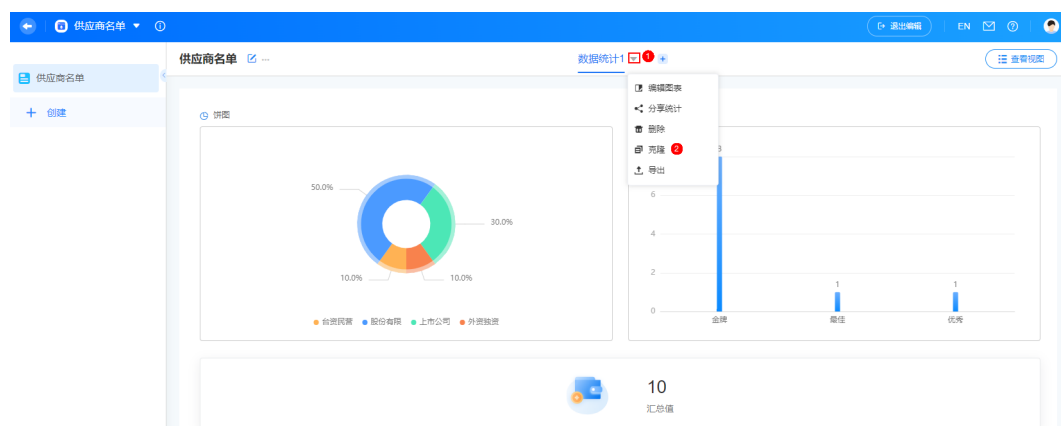 供应商名单
退出编辑
EN
供应商名单
数据统计1
1
查看视图
供应商名单
创建
编辑图表
分享统计
删除
克隆
2
导出
饼图
50.0%
30.0%
10.0%
10.0%
台资民营 股份有限 上市公司 外资独资
6
4
2
0
1
1
金牌
最佳
优秀
10
汇总值